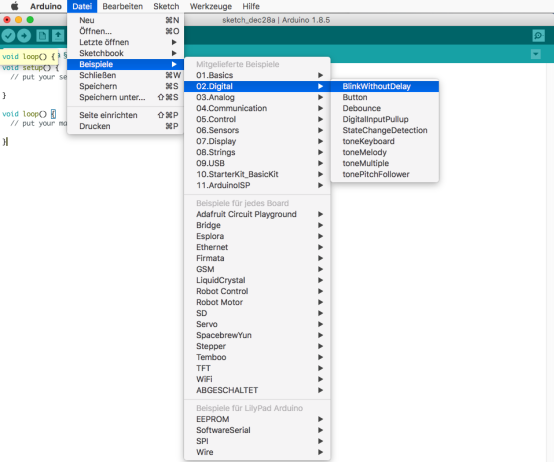 Arduino Datei Bearbeiten Sketch Werkzeuge Hilfe
sketch_dec28a | Arduino 1.8.5
Neu ⌘N
Öffnen... ⌘O
Letzte öffnen
Sketchbook
Beispiele
Schließen ⌘W
Speichern ⌘S
Speichern unter... ⇧⌘S
Seite einrichten ⇧⌘P
Drucken ⌘P
void loop() {
void setup() {
// put your se
}
void loop() {
// put your ma
}
Mitgelieferte Beispiele
01.Basics
02.Digital
03.Analog
04.Communication
05.Control
06.Sensors
07.Display
08.Strings
09.USB
10.StarterKit_BasicKit
11.ArduinoISP
Beispiele für jedes Board
Adafruit Circuit Playground
Bridge
Esplora
Ethernet
Firmata
GSM
LiquidCrystal
Robot Control
Robot Motor
SD
Servo
SpacebrewYun
Stepper
Temboo
TFT
WiFi
ABGESCHALTET
Beispiele für LilyPad Arduino
EEPROM
SoftwareSerial
SPI
Wire
BlinkWithoutDelay
Button
Debounce
DigitalInputPullup
StateChangeDetection
toneKeyboard
toneMelody
toneMultiple
tonePitchFollower